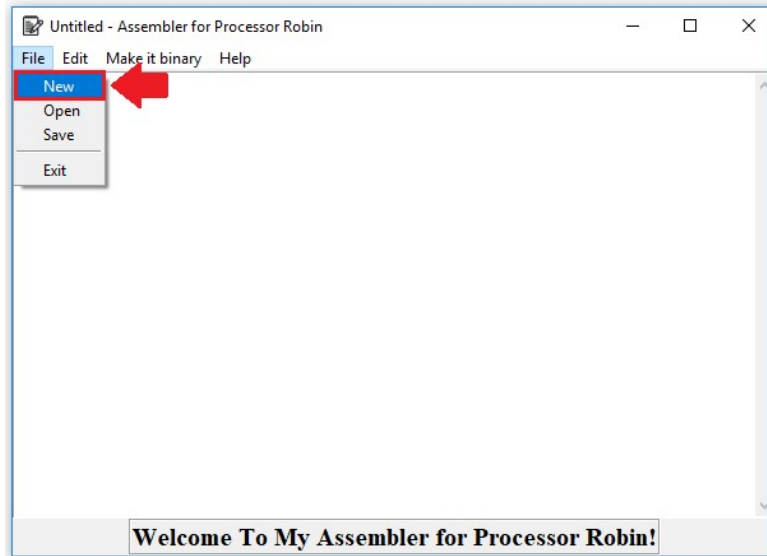 Untitled - Assembler for Processor Robin
File Edit Make it binary Help
New
Open
Save
Exit
Welcome To My Assembler for Processor Robin!